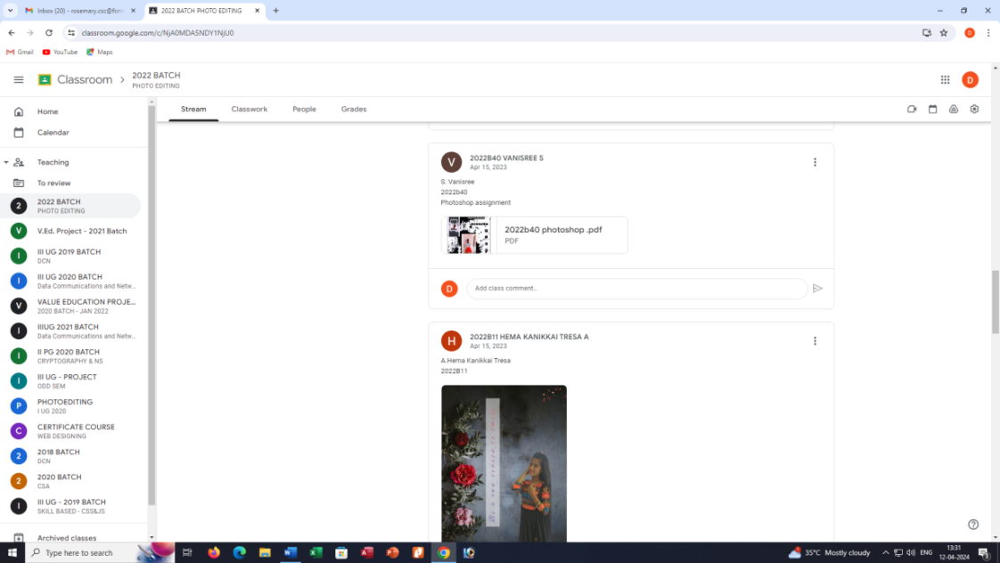 Inbox (20) - rosemary.csc@fcri
2022 BATCH PHOTO EDITING
classroom.google.com/c/NjA0MDA5NDY1NjU0
Gmail
YouTube
Maps
Classroom
2022 BATCH
PHOTO EDITING
D
Stream
Classwork
People
Grades
Home
Calendar
Teaching
To review
2
2022 BATCH
PHOTO EDITING
V
V.Ed. Project - 2021 Batch
I
III UG 2019 BATCH
DCN
I
III UG 2020 BATCH
Data Communications and Netw...
V
VALUE EDUCATION PROJE...
2020 BATCH - JAN 2022
I
IIIUG 2021 BATCH
Data Communications and Netw...
I
II PG 2020 BATCH
CRYPTOGRAPHY & NS
I
III UG - PROJECT
ODD SEM
P
PHOTOEDITING
I UG 2020
C
CERTIFICATE COURSE
WEB DESIGNING
2
2018 BATCH
DCN
2
2020 BATCH
CSA
I
III UG - 2019 BATCH
SKILL BASED - CSS&JS
Archived classes
V
2022B40 VANISREE S
Apr 15, 2023
S. Vanisree
2022b40
Photoshop assignment
2022b40 photoshop .pdf
PDF
D
Add class comment...
H
2022B11 HEMA KANIKKAI TRESA A
Apr 15, 2023
A.Hema Kanikkai Tresa
2022B11
Type here to search
35°C Mostly cloudy
ENG
13:31
12-04-2024
3